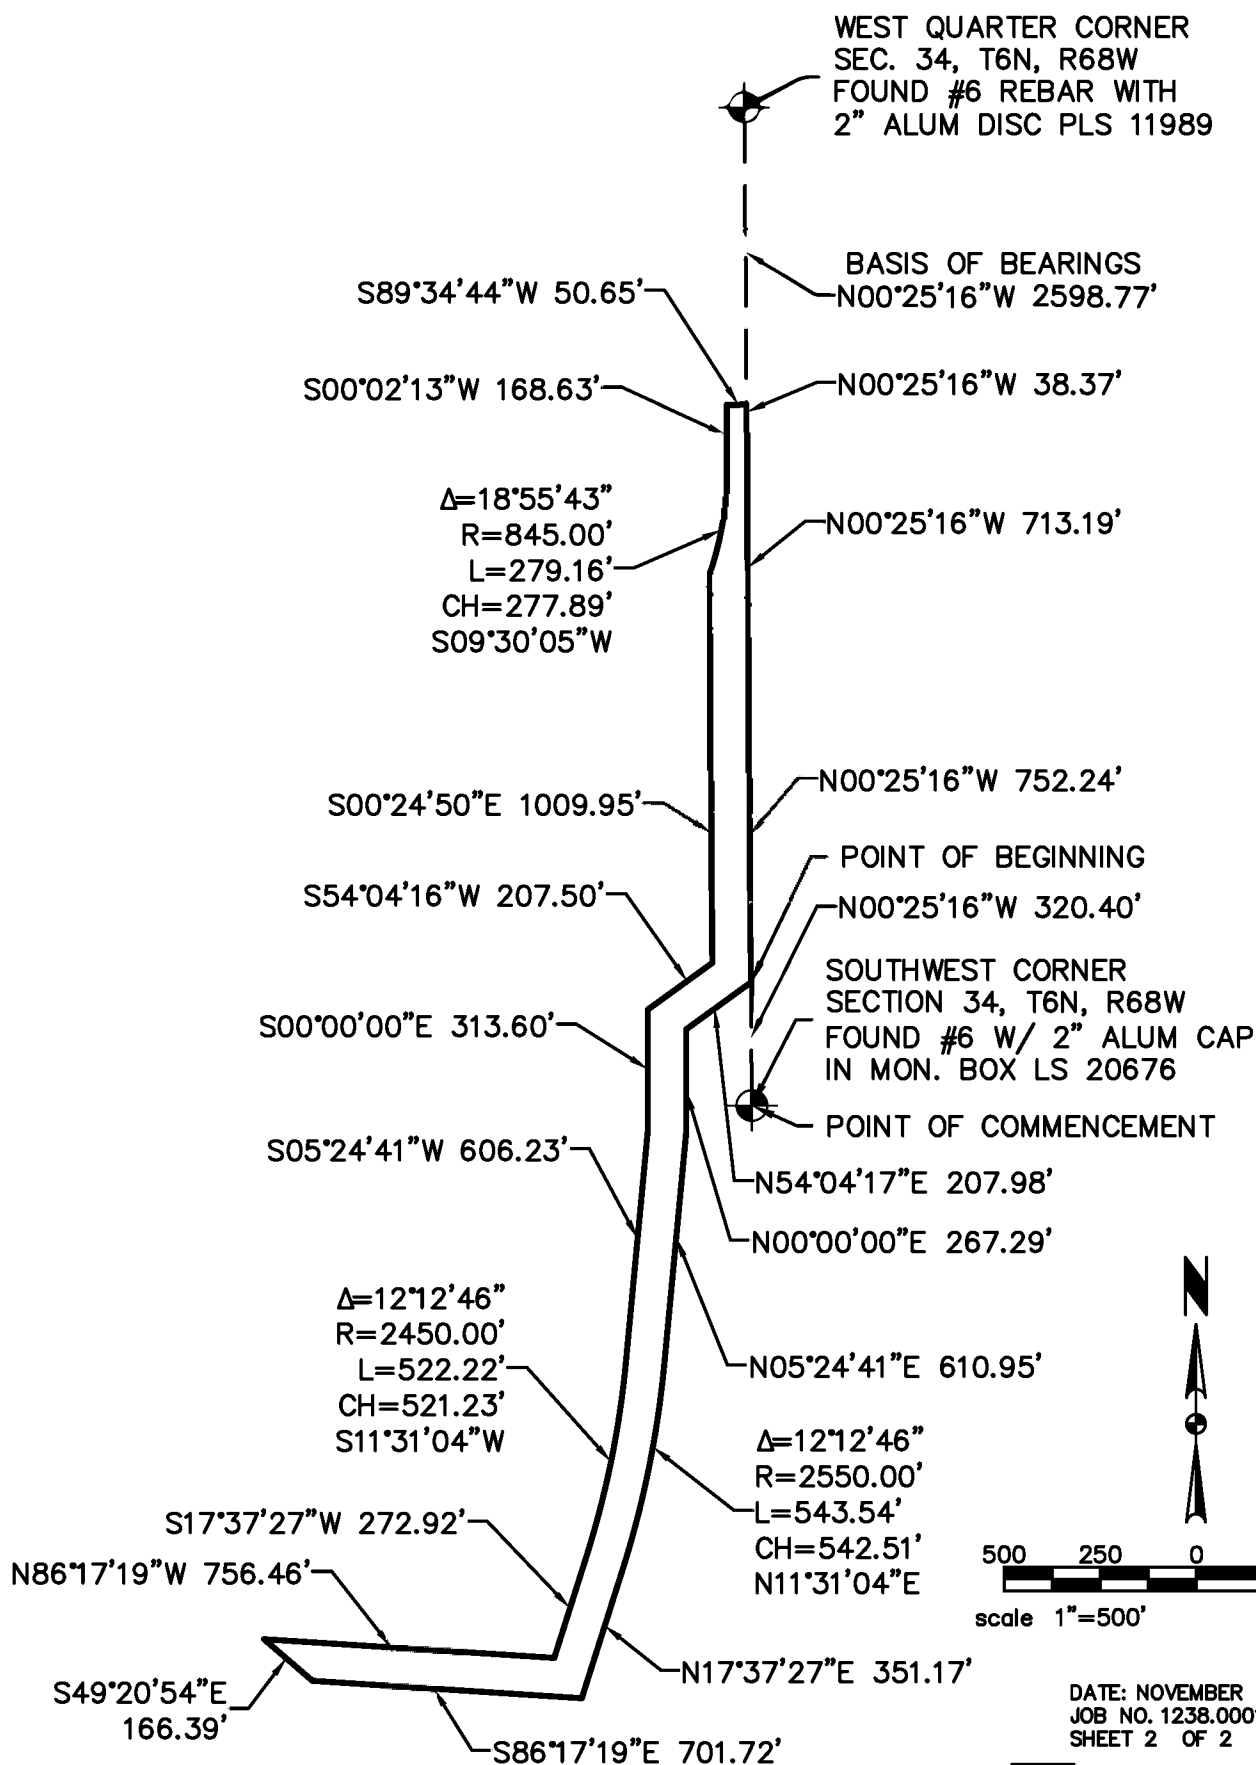 WEST QUARTER CORNER
SEC. 34, T6N, R68W
FOUND #6 REBAR WITH
2" ALUM DISC PLS 11989
BASIS OF BEARINGS
N00°25'16"W 2598.77'
S89°34'44"W 50.65'
S00°02'13"W 168.63'
N00°25'16"W 38.37'
Δ=18°55'43"
R=845.00'
L=279.16'
CH=277.89'
S09°30'05"W
N00°25'16"W 713.19'
S00°24'50"E 1009.95'
N00°25'16"W 752.24'
POINT OF BEGINNING
S54°04'16"W 207.50'
N00°25'16"W 320.40'
SOUTHWEST CORNER
SECTION 34, T6N, R68W
FOUND #6 W/ 2" ALUM CAP
IN MON. BOX LS 20676
S00°00'00"E 313.60'
POINT OF COMMENCEMENT
S05°24'41"W 606.23'
N54°04'17"E 207.98'
N00°00'00"E 267.29'
N
Δ=12°12'46"
R=2450.00'
L=522.22'
CH=521.23'
S11°31'04"W
N05°24'41"E 610.95'
Δ=12°12'46"
R=2550.00'
L=543.54'
CH=542.51'
N11°31'04"E
S17°37'27"W 272.92'
N86°17'19"W 756.46'
500 250 0
scale 1"=500'
N17°37'27"E 351.17'
S49°20'54"E
166.39'
S86°17'19"E 701.72'
DATE: NOVEMBER
JOB NO. 1238.0001
SHEET 2 OF 2